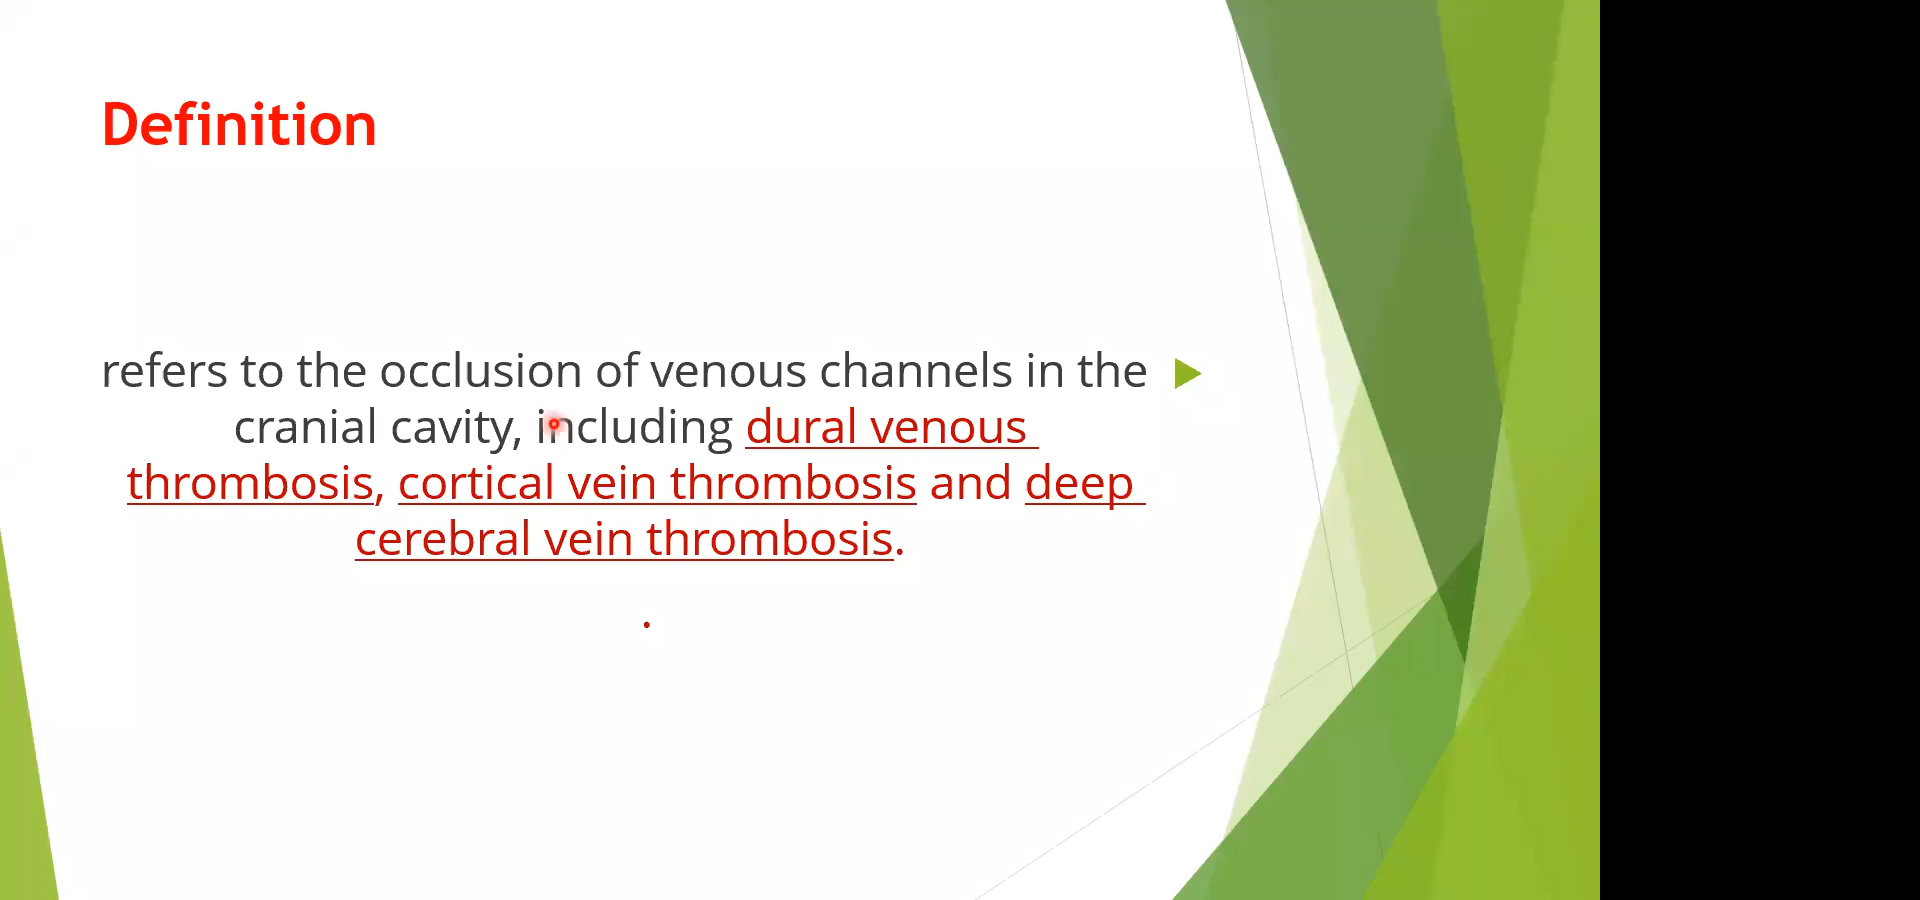 Definition
refers to the occlusion of venous channels in the
cranial cavity, including dural venous
thrombosis, cortical vein thrombosis and deep
cerebral vein thrombosis.
.